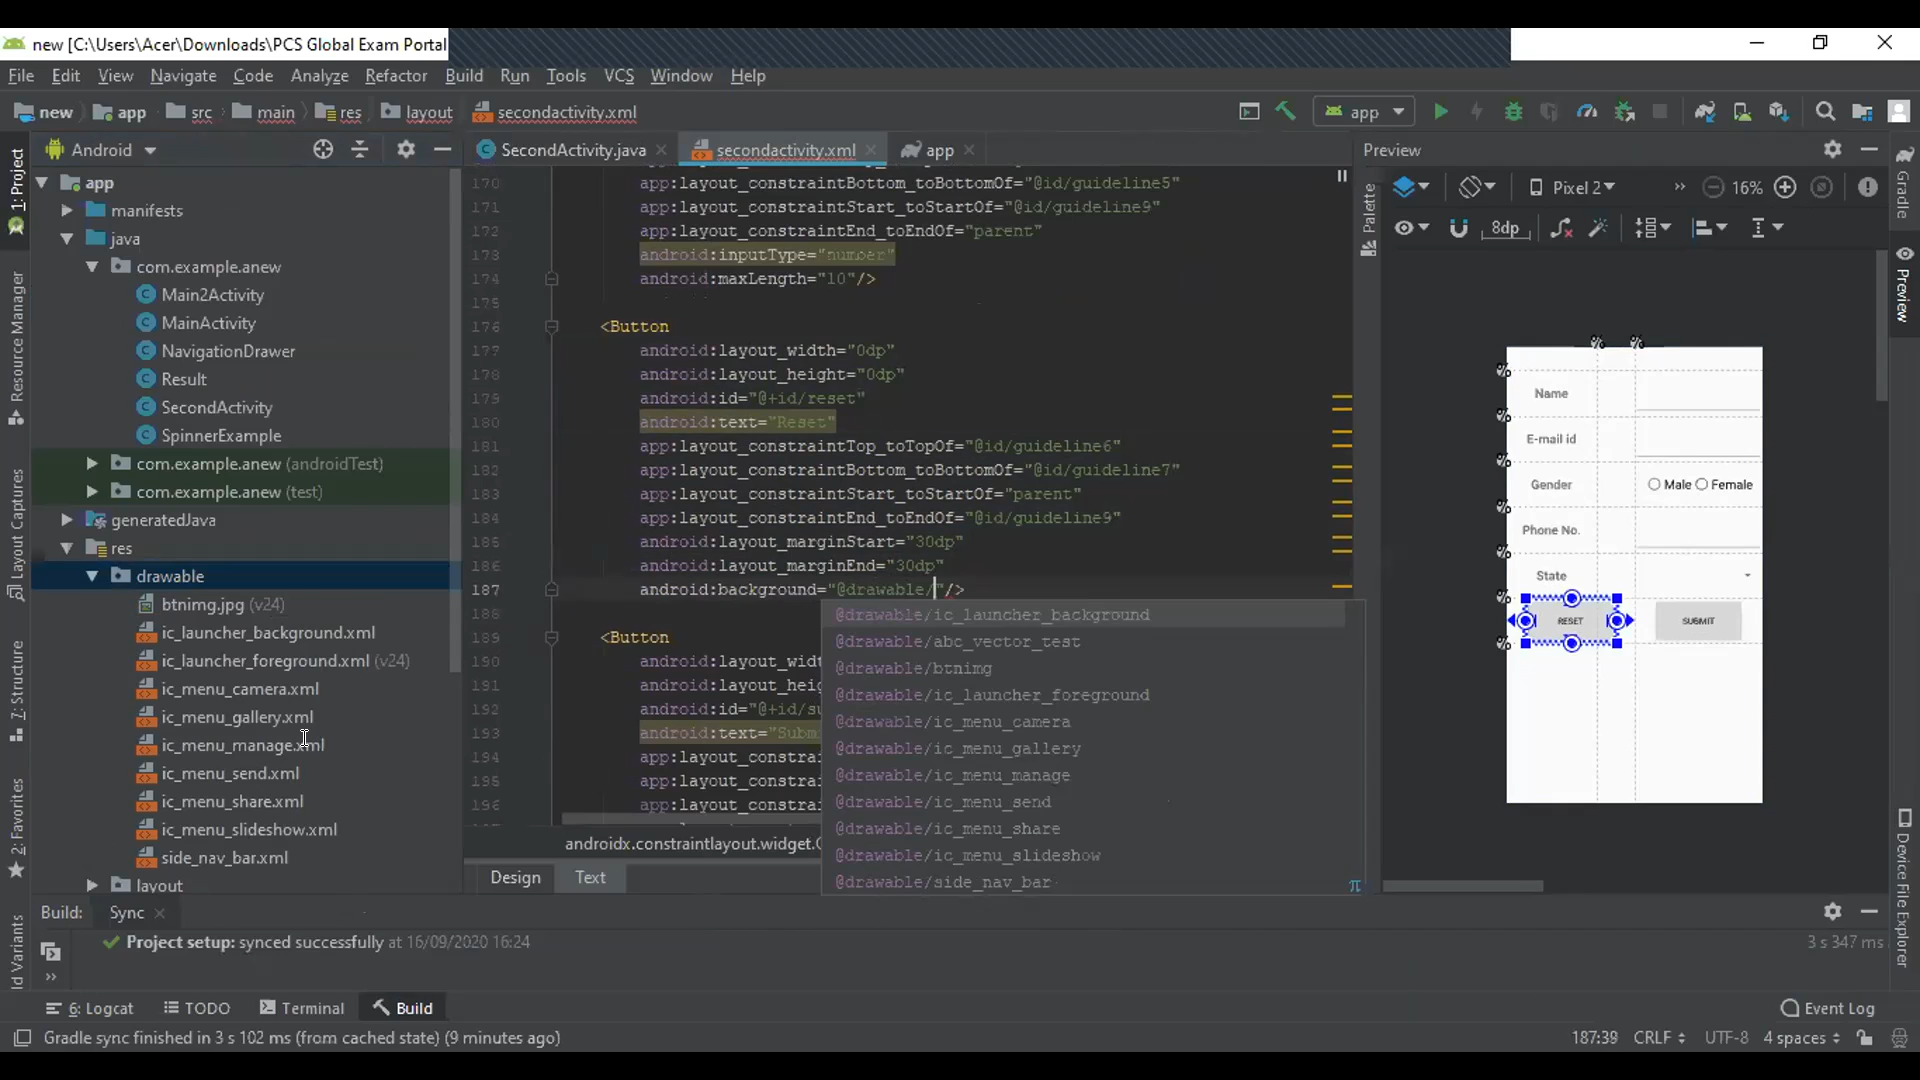 new [C:\Users\Acer\Downloads\PCS Global Exam Portal
File Edit View Navigate Code Analyze Refactor Build Run Tools VCS Window Help
new app src main res layout secondactivity.xml app
Android SecondActivity.java secondactivity.xml app Preview
1: Project
Resource Manager
Layout Captures
7: Structure
2: Favorites
ld Variants
app
manifests
java
com.example.anew
Main2Activity
MainActivity
NavigationDrawer
Result
SecondActivity
SpinnerExample
com.example.anew (androidTest)
com.example.anew (test)
generatedJava
res
drawable
btnimg.jpg (v24)
ic_launcher_background.xml
ic_launcher_foreground.xml (v24)
ic_menu_camera.xml
ic_menu_gallery.xml
ic_menu_manage.xml
ic_menu_send.xml
ic_menu_share.xml
ic_menu_slideshow.xml
side_nav_bar.xml
layout
170 app:layout_constraintBottom_toBottomOf="@id/guideline5"
171 app:layout_constraintStart_toStartOf="@id/guideline9"
172 app:layout_constraintEnd_toEndOf="parent"
173 android:inputType="number"
174 android:maxLength="10"/>
175
176 <Button
177 android:layout_width="0dp"
178 android:layout_height="0dp"
179 android:id="@+id/reset"
180 android:text="Reset"
181 app:layout_constraintTop_toTopOf="@id/guideline6"
182 app:layout_constraintBottom_toBottomOf="@id/guideline7"
183 app:layout_constraintStart_toStartOf="parent"
184 app:layout_constraintEnd_toEndOf="@id/guideline9"
185 android:layout_marginStart="30dp"
186 android:layout_marginEnd="30dp"
187 android:background="@drawable/"/>
188
189 <Button
190 android:layout_widt
191 android:layout_heig
192 android:id="@+id/su
193 android:text="Subm
194 app:layout_constrai
195 app:layout_constrai
196 app:layout_constrai
@drawable/ic_launcher_background
@drawable/abc_vector_test
@drawable/btnimg
@drawable/ic_launcher_foreground
@drawable/ic_menu_camera
@drawable/ic_menu_gallery
@drawable/ic_menu_manage
@drawable/ic_menu_send
@drawable/ic_menu_share
@drawable/ic_menu_slideshow
@drawable/side_nav_bar
π
androidx.constraintlayout.widget.C
Design Text
Palette
Pixel 2 16%
8dp
Name
E-mail id
Gender Male Female
Phone No.
State
RESET SUBMIT
Gradle
Preview
Device File Explorer
Build: Sync
Project setup: synced successfully at 16/09/2020 16:24 3 s 347 ms
6: Logcat TODO Terminal Build Event Log
Gradle sync finished in 3 s 102 ms (from cached state) (9 minutes ago) 187:39 CRLF UTF-8 4 spaces